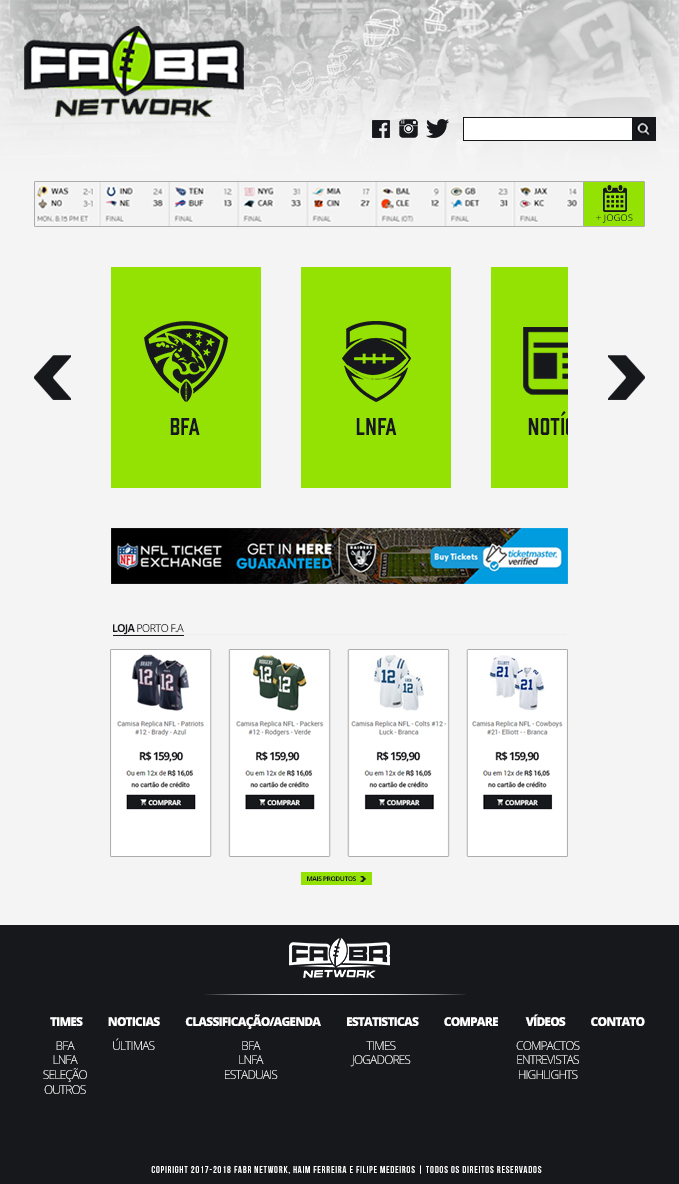 FABR
NETWORK
WAS 2-1
NO 3-1
MON, 8:15 PM ET
IND 24
NE 38
FINAL
TEN 12
BUF 13
FINAL
NYG 31
CAR 33
FINAL
MIA 17
CIN 27
FINAL
BAL 9
CLE 12
FINAL (OT)
GB 23
DET 31
FINAL
JAX 14
KC 30
FINAL
+ JOGOS
BFA
LNFA
NOTÍC
NFL
NFL TICKET
EXCHANGE
GET IN HERE
GUARANTEED
RAIDERS
Buy Tickets
ticketmaster
verified
LOJA PORTO F.A
Camisa Replica NFL - Patriots
#12 - Brady - Azul
R$ 159,90
Ou em 12x de R$ 16,05
no cartão de crédito
COMPRAR
Camisa Replica NFL - Packers
#12 - Rodgers - Verde
R$ 159,90
Ou em 12x de R$ 16,05
no cartão de crédito
COMPRAR
Camisa Replica NFL - Colts #12 -
Luck - Branca
R$ 159,90
Ou em 12x de R$ 16,05
no cartão de crédito
COMPRAR
Camisa Replica NFL - Cowboys
#21- Elliott - - Branca
R$ 159,90
Ou em 12x de R$ 16,05
no cartão de crédito
COMPRAR
MAIS PRODUTOS
FABR
NETWORK
TIMES
BFA
LNFA
SELEÇÃO
OUTROS
NOTICIAS
ÚLTIMAS
CLASSIFICAÇÃO/AGENDA
BFA
LNFA
ESTADUAIS
ESTATISTICAS
TIMES
JOGADORES
COMPARE
VÍDEOS
COMPACTOS
ENTREVISTAS
HIGHLIGHTS
CONTATO
COPIRIGHT 2017-2018 FABR NETWORK, HAIM FERREIRA E FILIPE MEDEIROS | TODOS OS DIREITOS RESERVADOS